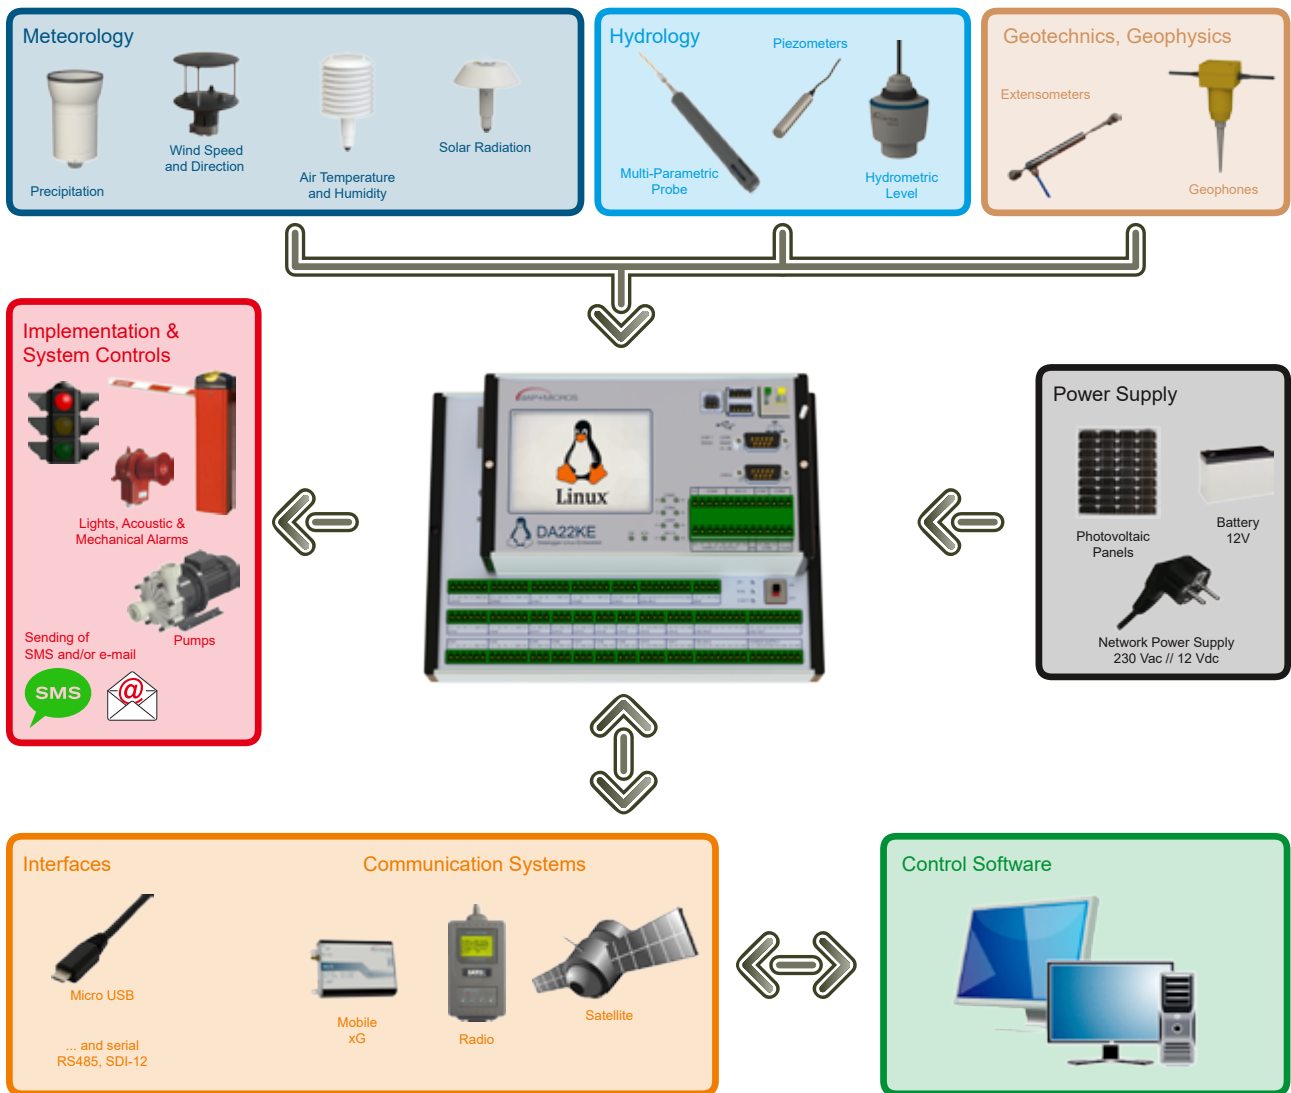 Meteorology
Precipitation
Wind Speed
and Direction
Air Temperature
and Humidity
Solar Radiation
Hydrology
Multi-Parametric
Probe
Piezometers
Hydrometric
Level
Geotechnics, Geophysics
Extensometers
Geophones
Implementation &
System Controls
Lights, Acoustic &
Mechanical Alarms
Pumps
Sending of
SMS and/or e-mail
SMS
@
Linux
DA22KE
Power Supply
Photovoltaic
Panels
Battery
12V
Network Power Supply
230 Vac // 12 Vdc
Interfaces
Micro USB
... and serial
RS485, SDI-12
Communication Systems
Mobile
xG
Radio
Satellite
Control Software